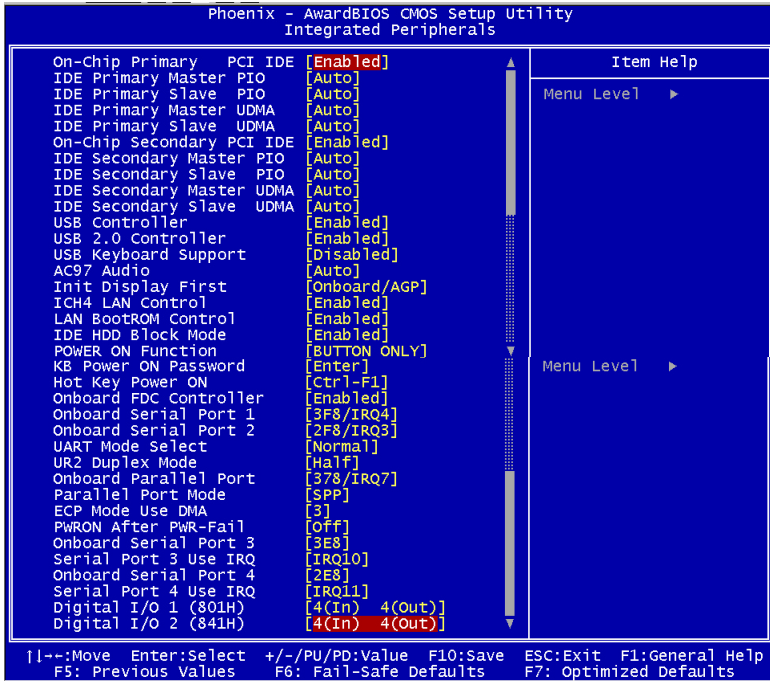 Phoenix - AwardBIOS CMOS Setup Utility
Integrated Peripherals
On-Chip Primary PCI IDE [Enabled]
Item Help
IDE Primary Master PIO [Auto]
IDE Primary Slave PIO [Auto]
Menu Level ▶
IDE Primary Master UDMA [Auto]
IDE Primary Slave UDMA [Auto]
On-Chip Secondary PCI IDE [Enabled]
IDE Secondary Master PIO [Auto]
IDE Secondary Slave PIO [Auto]
IDE Secondary Master UDMA [Auto]
IDE Secondary Slave UDMA [Auto]
USB Controller [Enabled]
USB 2.0 Controller [Enabled]
USB Keyboard Support [Disabled]
AC97 Audio [Auto]
Init Display First [Onboard/AGP]
ICH4 LAN Control [Enabled]
LAN BootROM Control [Enabled]
IDE HDD Block Mode [Enabled]
POWER ON Function [BUTTON ONLY]
KB Power ON Password [Enter]
Menu Level ▶
Hot Key Power ON [Ctrl-F1]
Onboard FDC Controller [Enabled]
Onboard Serial Port 1 [3F8/IRQ4]
Onboard Serial Port 2 [2F8/IRQ3]
UART Mode Select [Normal]
UR2 Duplex Mode [Half]
Onboard Parallel Port [378/IRQ7]
Parallel Port Mode [SPP]
ECP Mode Use DMA [3]
PWRON After PWR-Fail [Off]
Onboard Serial Port 3 [3E8]
Serial Port 3 Use IRQ [IRQ10]
Onboard Serial Port 4 [2E8]
Serial Port 4 Use IRQ [IRQ11]
Digital I/O 1 (801H) [4(In) 4(Out)]
Digital I/O 2 (841H) [4(In) 4(Out)]
↑↓→←:Move Enter:Select +/-/PU/PD:Value F10:Save ESC:Exit F1:General Help
F5: Previous Values F6: Fail-Safe Defaults F7: Optimized Defaults